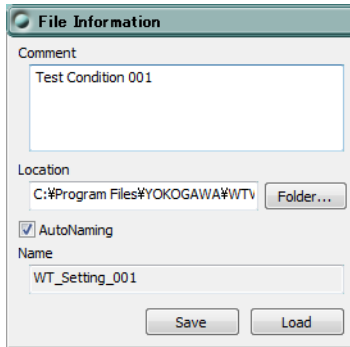 File Information
Comment
Test Condition 001
Location
C:¥Program Files¥YOKOGAWA¥WTV
Folder...
AutoNaming
Name
WT_Setting_001
Save Load